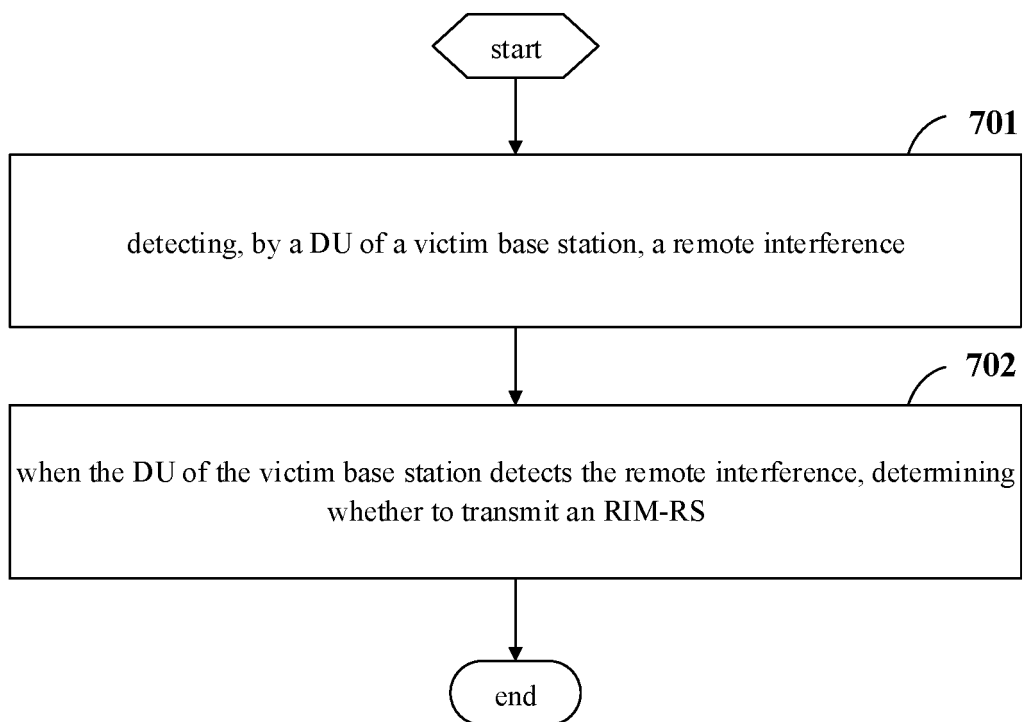 start
701
detecting, by a DU of a victim base station, a remote interference
702
when the DU of the victim base station detects the remote interference, determining
whether to transmit an RIM-RS
end